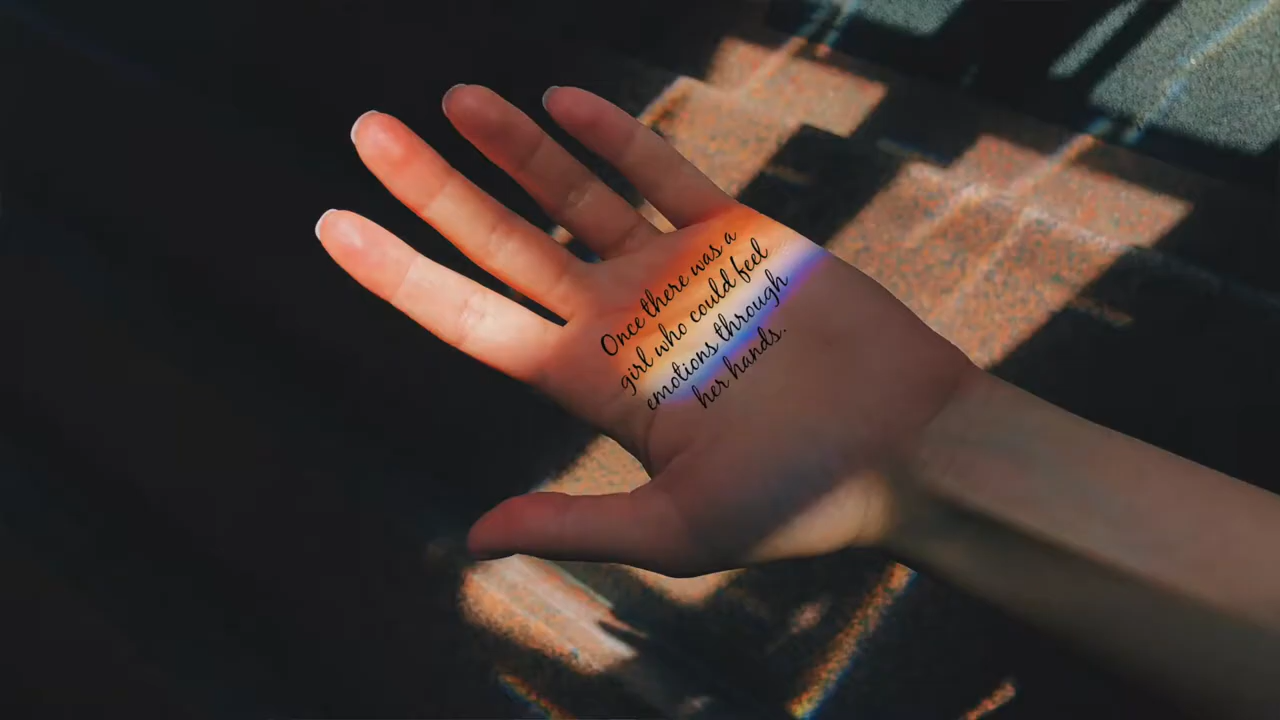 Once there was a
girl who could feel
emotions through
her hands.